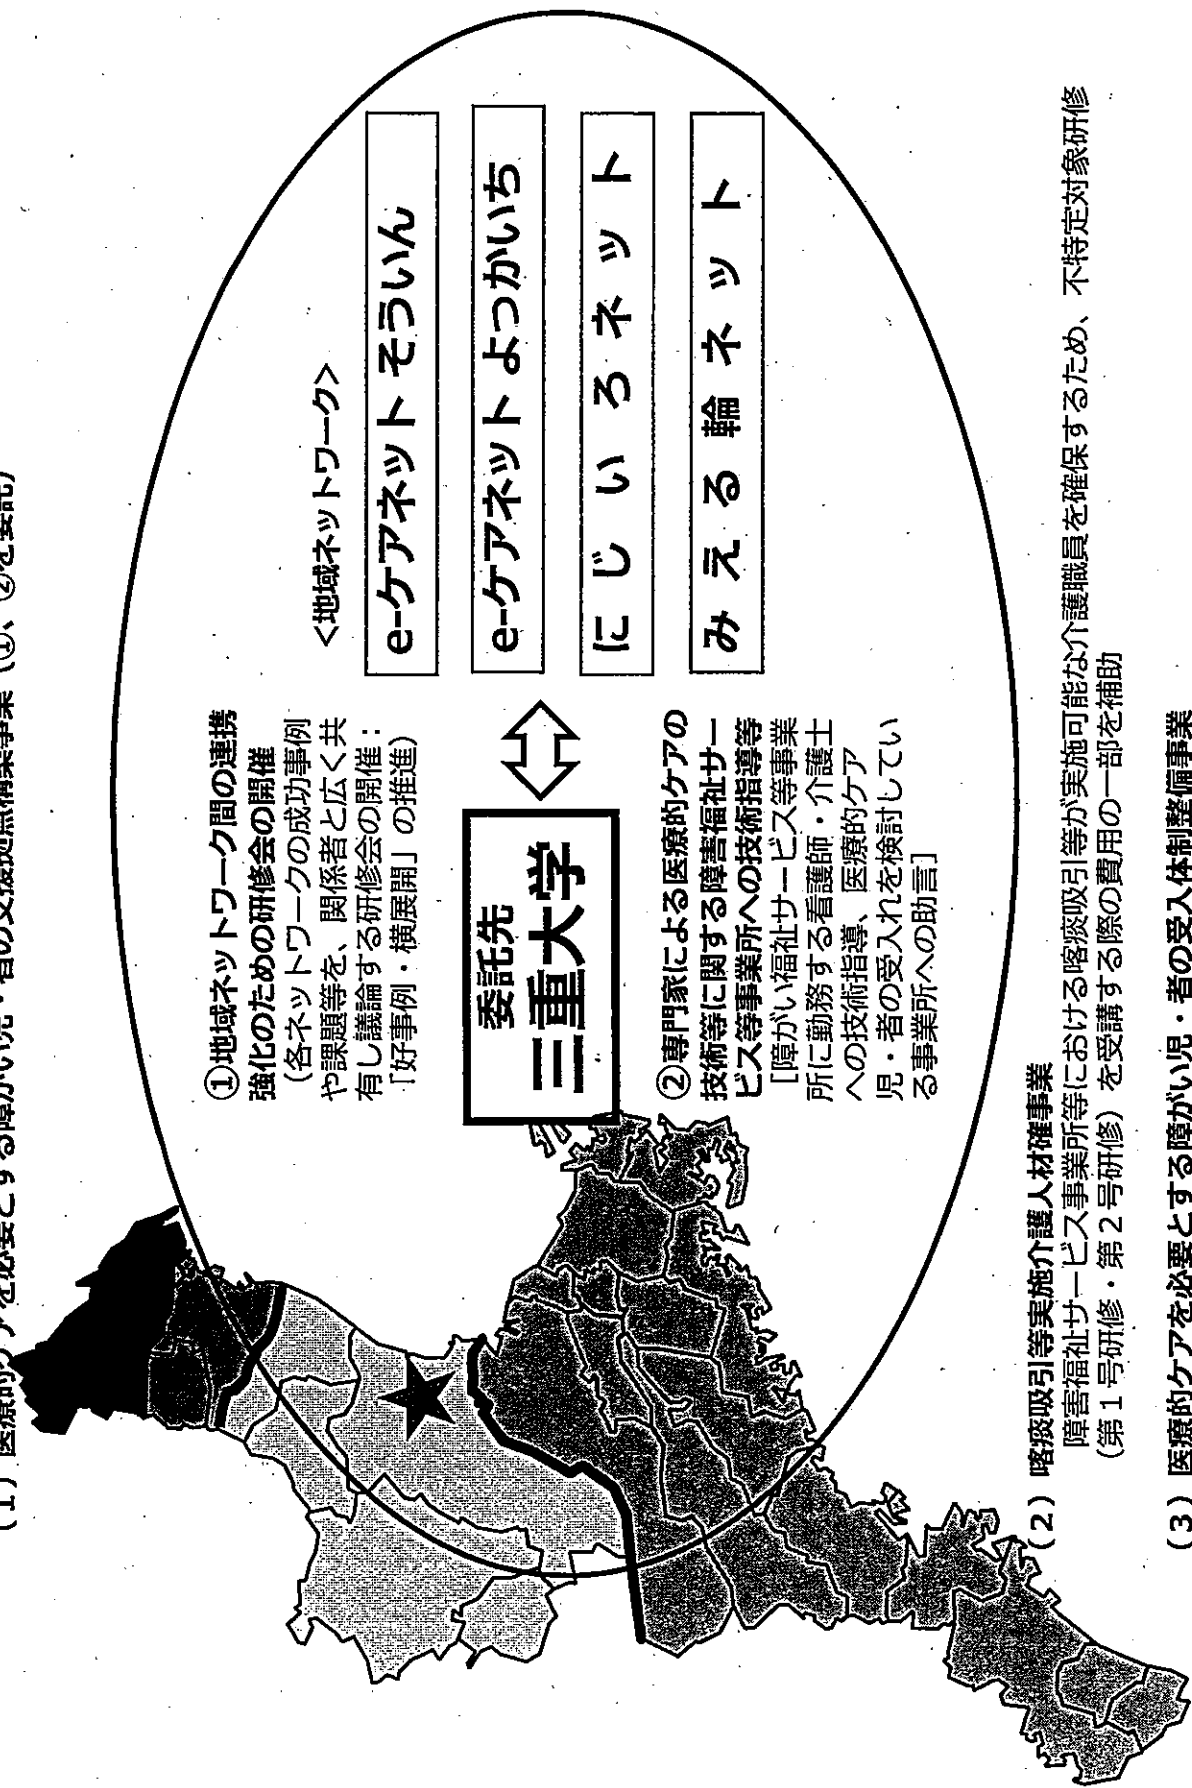 (1) 医療的ケアを必要とする障がい児・者の支援拠点構築事業（①、②を委託）
①地域ネットワーク間の連携
強化のための研修会の開催
（各ネットワークの成功事例
や課題等を、関係者と広く共
有し議論する研修会の開催：
「好事例・横展開」の推進）
<地域ネットワーク>
e-ケアネット そういん
e-ケアネット よっかいち
にじいろネット
みえる輪ネット
委託先
三重大学
②専門家による医療的ケアの
技術等に関する障害福祉サー
ビス等事業所への技術指導等
［障がい福祉サービス等事業
所に勤務する看護師・介護士
への技術指導、医療的ケア
児・者の受入れを検討してい
る事業所への助言］
(2) 喀痰吸引等実施介護人材確事業
障害福祉サービス事業所等における喀痰吸引等が実施可能な介護職員を確保するため、不特定対象研修
（第１号研修・第２号研修）を受講する際の費用の一部を補助
(3) 医療的ケアを必要とする障がい児・者の受入体制整備事業